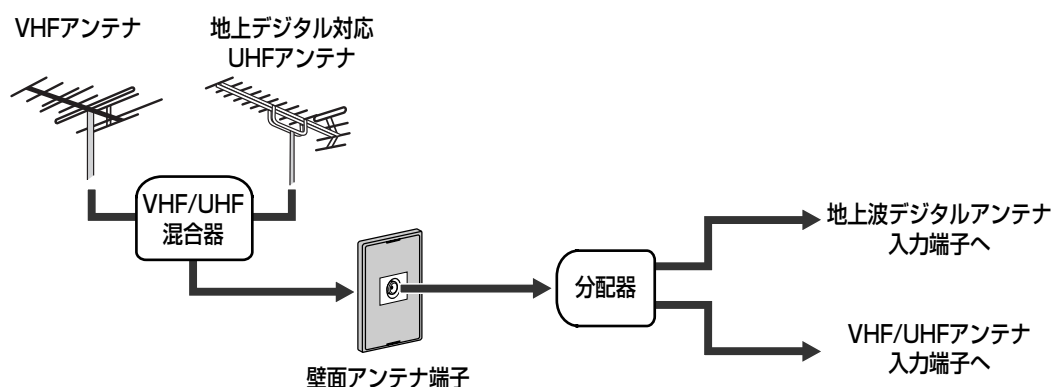 VHFアンテナ
地上デジタル対応
UHFアンテナ
VHF/UHF
混合器
壁面アンテナ端子
分配器
地上波デジタルアンテナ
入力端子へ
VHF/UHFアンテナ
入力端子へ